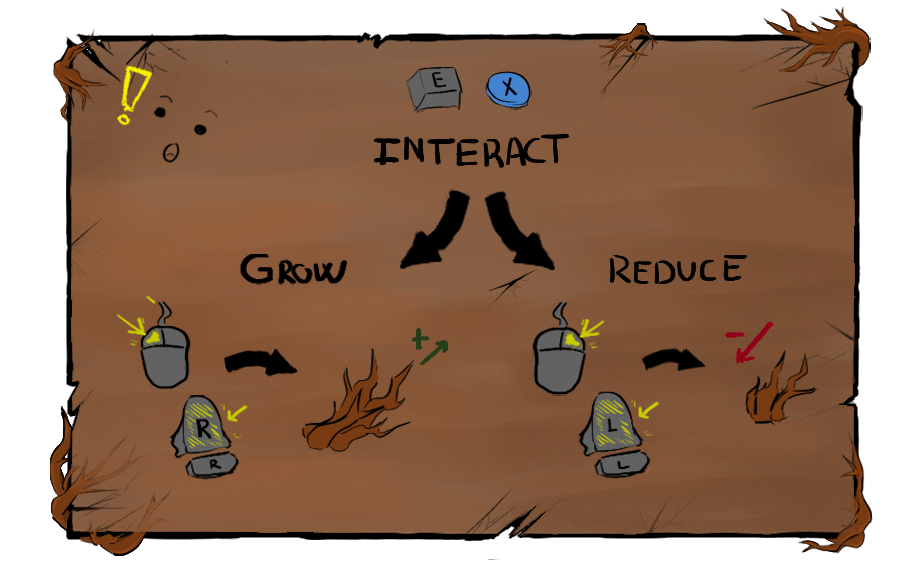 !
E X
INTERACT
GROW REDUCE
+ -
R L
R L